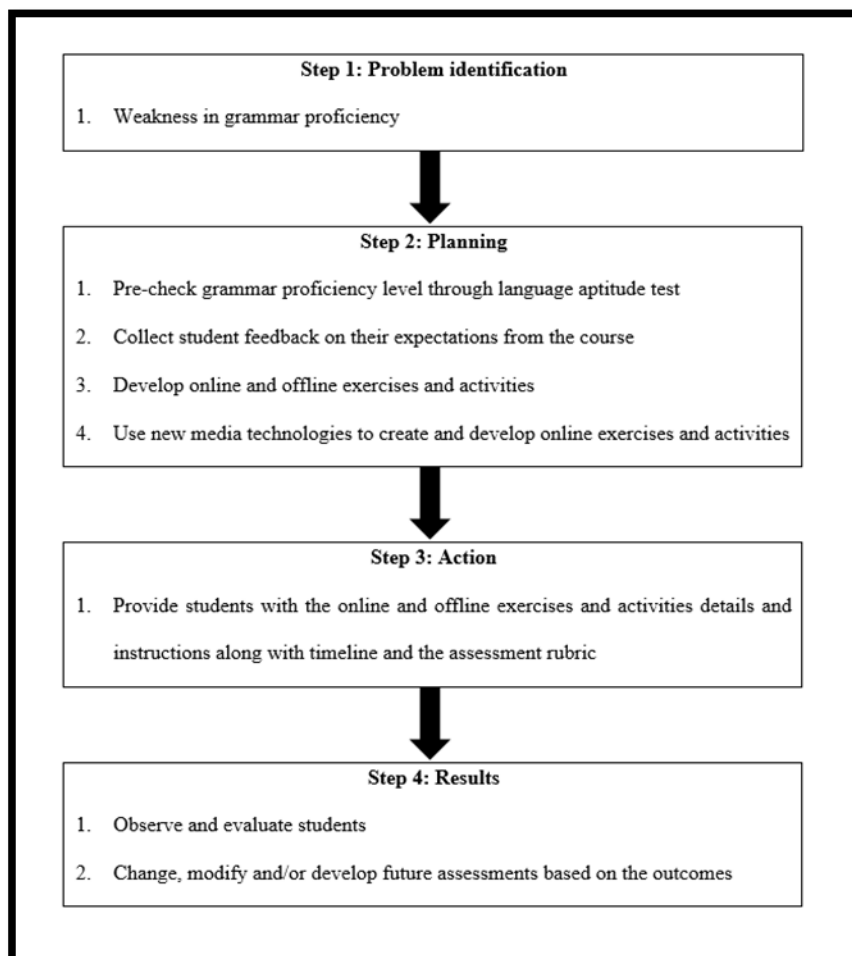 Step 1: Problem identification
1. Weakness in grammar proficiency
Step 2: Planning
1. Pre-check grammar proficiency level through language aptitude test
2. Collect student feedback on their expectations from the course
3. Develop online and offline exercises and activities
4. Use new media technologies to create and develop online exercises and activities
Step 3: Action
1. Provide students with the online and offline exercises and activities details and
instructions along with timeline and the assessment rubric
Step 4: Results
1. Observe and evaluate students
2. Change, modify and/or develop future assessments based on the outcomes